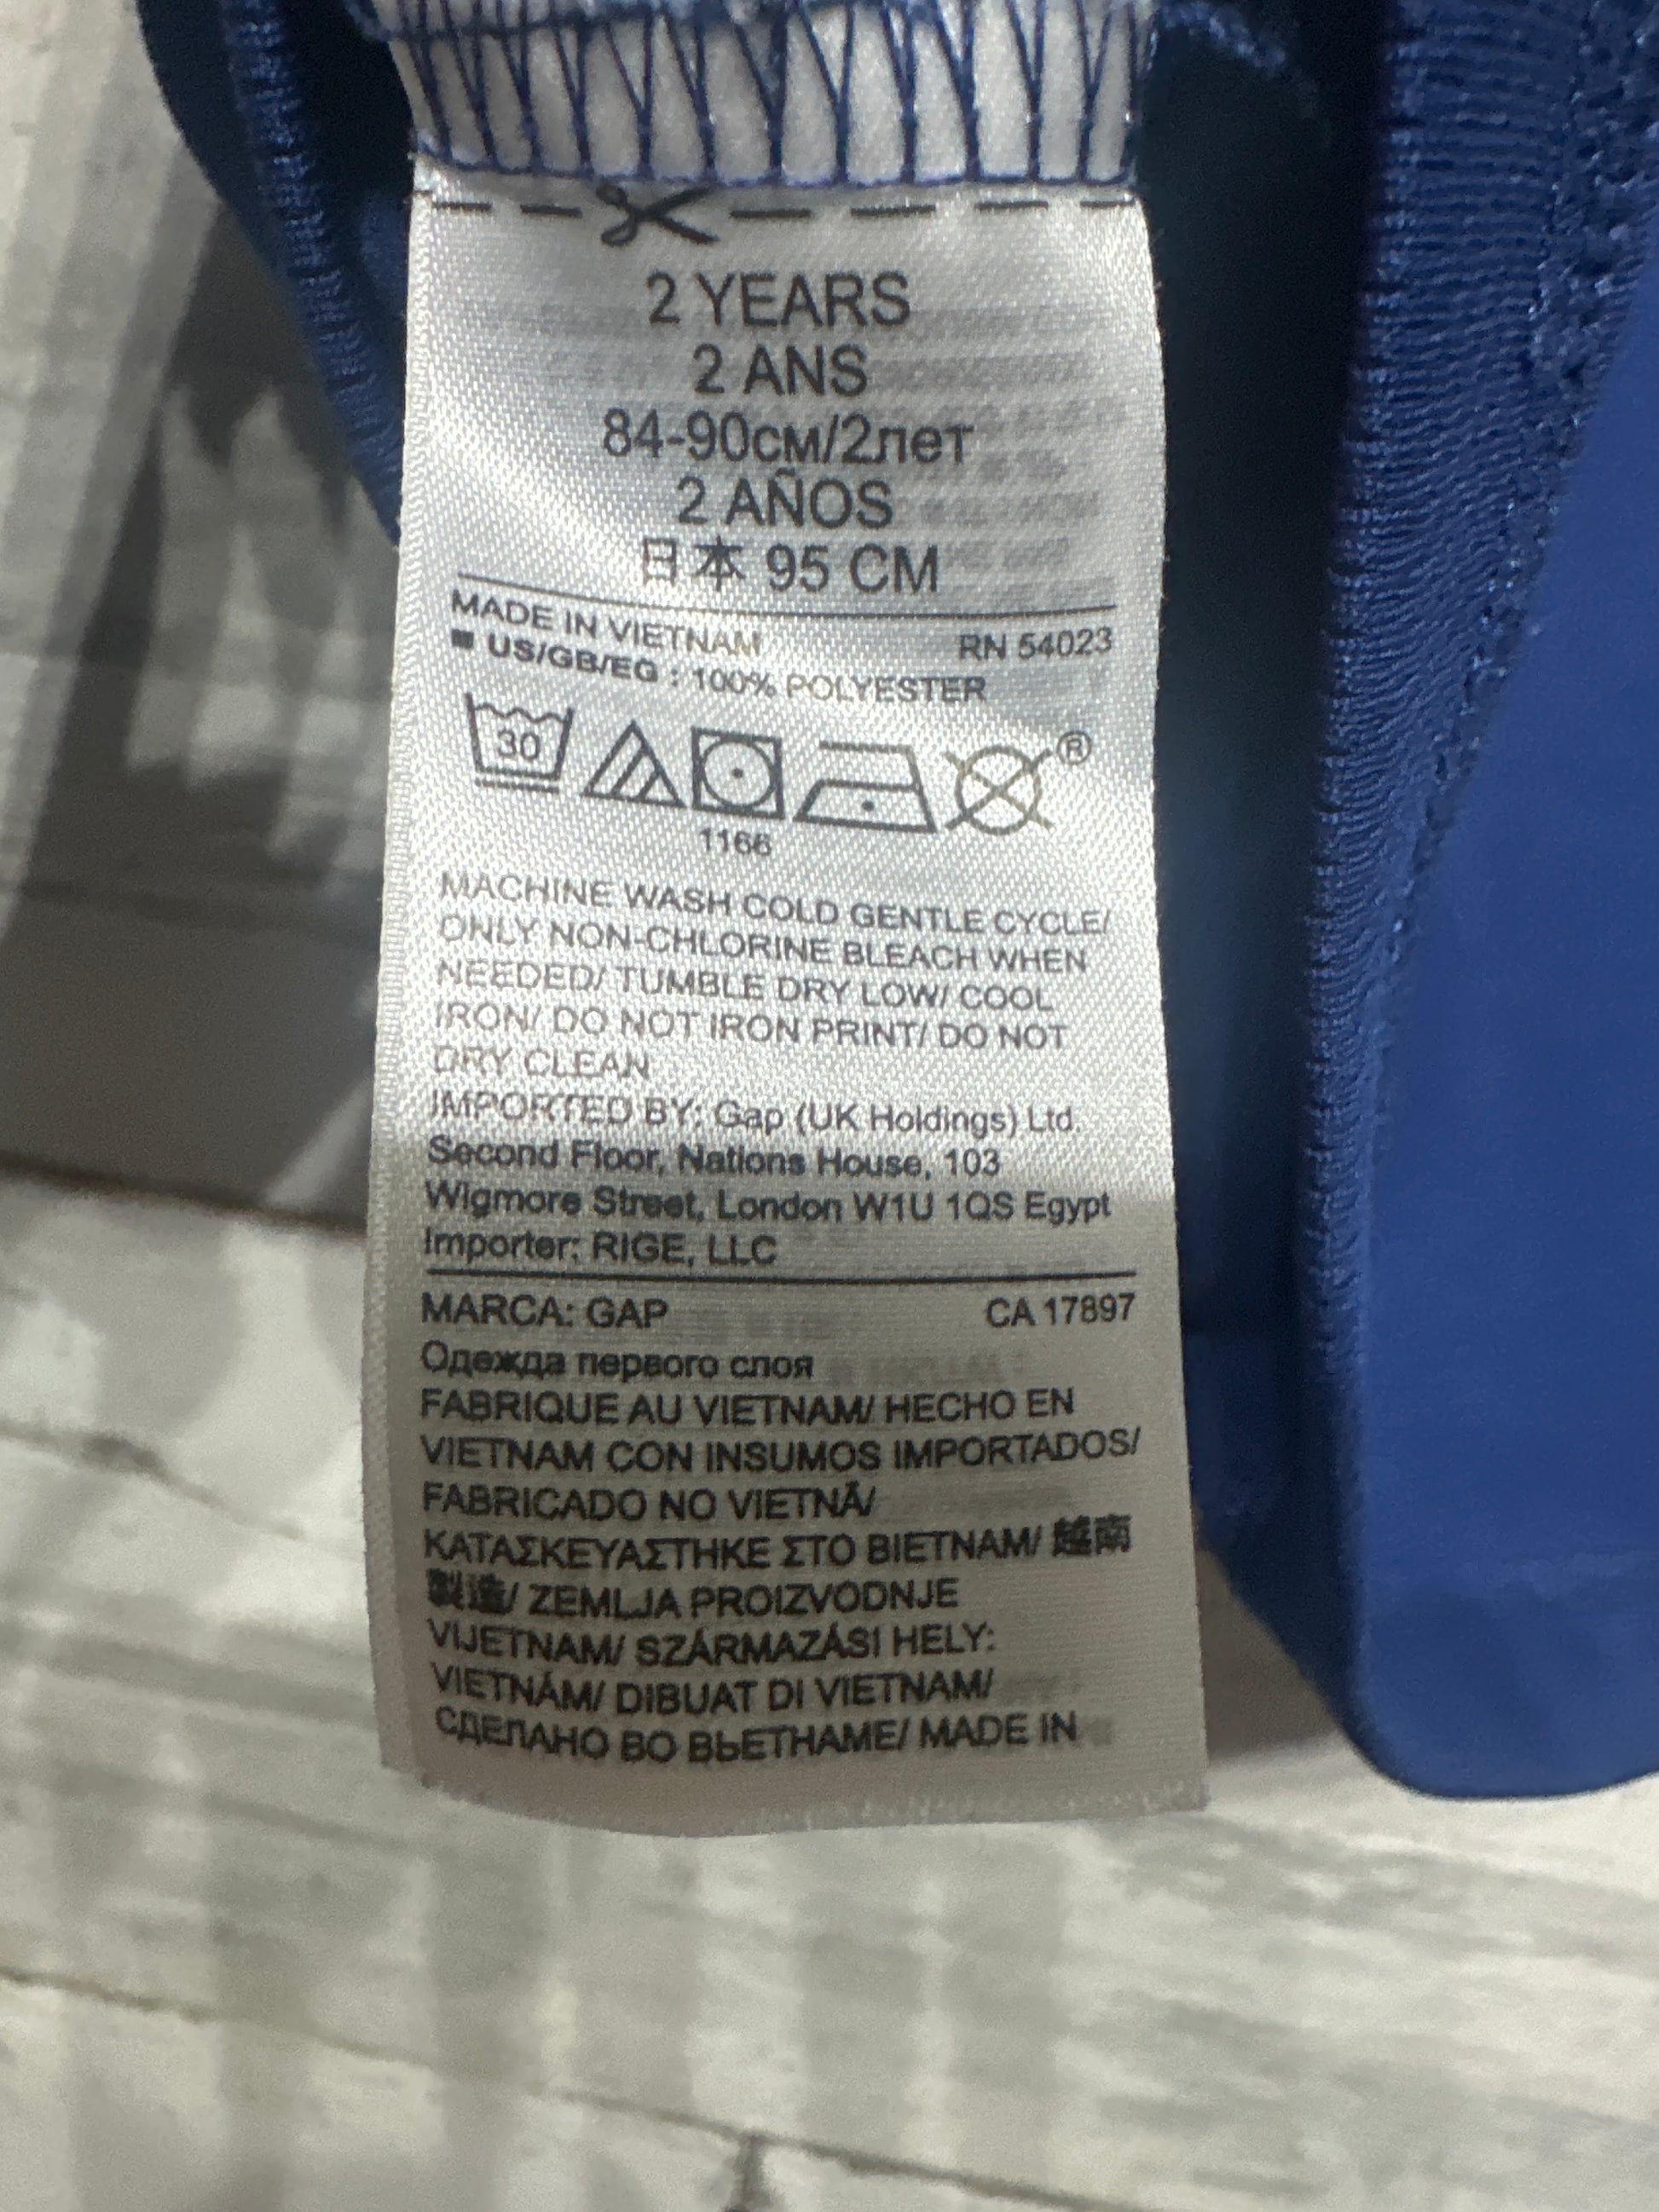 2 YEARS
2 ANS
84-90см/2лет
2 AÑOS
日本 95 CM
MADE IN VIETNAM RN 54023
■ US/GB/EG : 100% POLYESTER
30
®
1166
MACHINE WASH COLD GENTLE CYCLE/
ONLY NON-CHLORINE BLEACH WHEN
NEEDED/ TUMBLE DRY LOW/ COOL
IRON/ DO NOT IRON PRINT/ DO NOT
DRY CLEAN
IMPORTED BY: Gap (UK Holdings) Ltd.
Second Floor, Nations House, 103
Wigmore Street, London W1U 1QS Egypt
Importer: RIGE, LLC
MARCA: GAP CA 17897
Одежда первого слоя
FABRIQUE AU VIETNAM/ HECHO EN
VIETNAM CON INSUMOS IMPORTADOS/
FABRICADO NO VIETNÃ/
ΚΑΤΑΣΚΕΥΑΣΤΗΚΕ ΣΤΟ ΒΙΕΤΝΑΜ/ 越南
製造/ ZEMLJA PROIZVODNJE
VIJETNAM/ SZÁRMAZÁSI HELY:
VIETNÁM/ DIBUAT DI VIETNAM/
СДЕЛАНО ВО ВЬЕТНАМЕ/ MADE IN